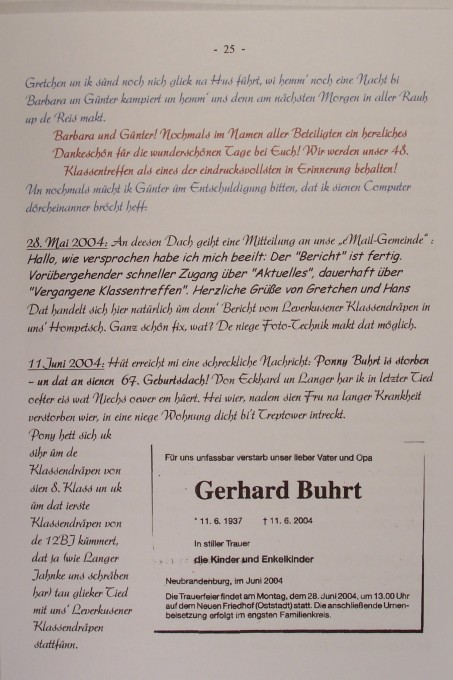 - 25 -
Gretchen un ik sünd noch nich gliek na Hus führt, wi hemm' noch eine Nacht bi
Barbara un Günter kampiert un hemm' uns denn am nächsten Morgen in aller Rauh
up de Reis makt.
Barbara und Günter! Nochmals im Namen aller Beteiligten ein herzliches
Dankeschön für die wunderschönen Tage bei Euch! Wir werden unser 48.
Klassentreffen als eines der eindrucksvollsten in Erinnerung behalten!
Un nochmals mücht ik Günter üm Entschuldigung bitten, dat ik sienen Computer
dörcheinanner bröcht heff.
28. Mai 2004: An deesen Dach geiht eine Mitteilung an unse „eMail-Gemeinde“:
Hallo, wie versprochen habe ich mich beeilt: Der "Bericht" ist fertig.
Vorübergehender schneller Zugang über "Aktuelles", dauerhaft über
"Vergangene Klassentreffen". Herzliche Grüße von Gretchen und Hans
Dat handelt sich hier natürlich üm denn' Bericht vom Leverkusener Klassendräpen in
uns' Hompetsch. Ganz schön fix, wat? De niege Foto-Technik makt dat möglich.
11 Juni 2004: Hüt erreicht mi eine schreckliche Nachricht: Ponny Buhrt is storben
- un dat an sienen 67. Geburtsdach! Von Eckhard un Langer har ik in letzter Tied
oefter eis wat Niechs oewer em hüert. Hei wier, nadem sien Fru na langer Krankheit
verstorben wier, in eine niege Wohnung dicht bi't Treptower intreckt.
Pony hett sich uk
sihr üm de
Klassendräpen von
sien 8. Klass un uk
üm dat ierste
Klassendräpen von
de 12B1 kümmert,
dat ja (wie Langer
Jahnke uns schräben
har) tau glieker Tied
mit uns' Leverkusener
Klassendräpen
stattfünn.
Für uns unfassbar verstarb unser lieber Vater und Opa
Gerhard Buhrt
* 11. 6. 1937 † 11. 6. 2004
In stiller Trauer
die Kinder und Enkelkinder
Neubrandenburg, im Juni 2004
Die Trauerfeier findet am Montag, dem 28. Juni 2004, um 13.00 Uhr
auf dem Neuen Friedhof (Oststadt) statt. Die anschließende Urnen-
beisetzung erfolgt im engsten Familienkreis.